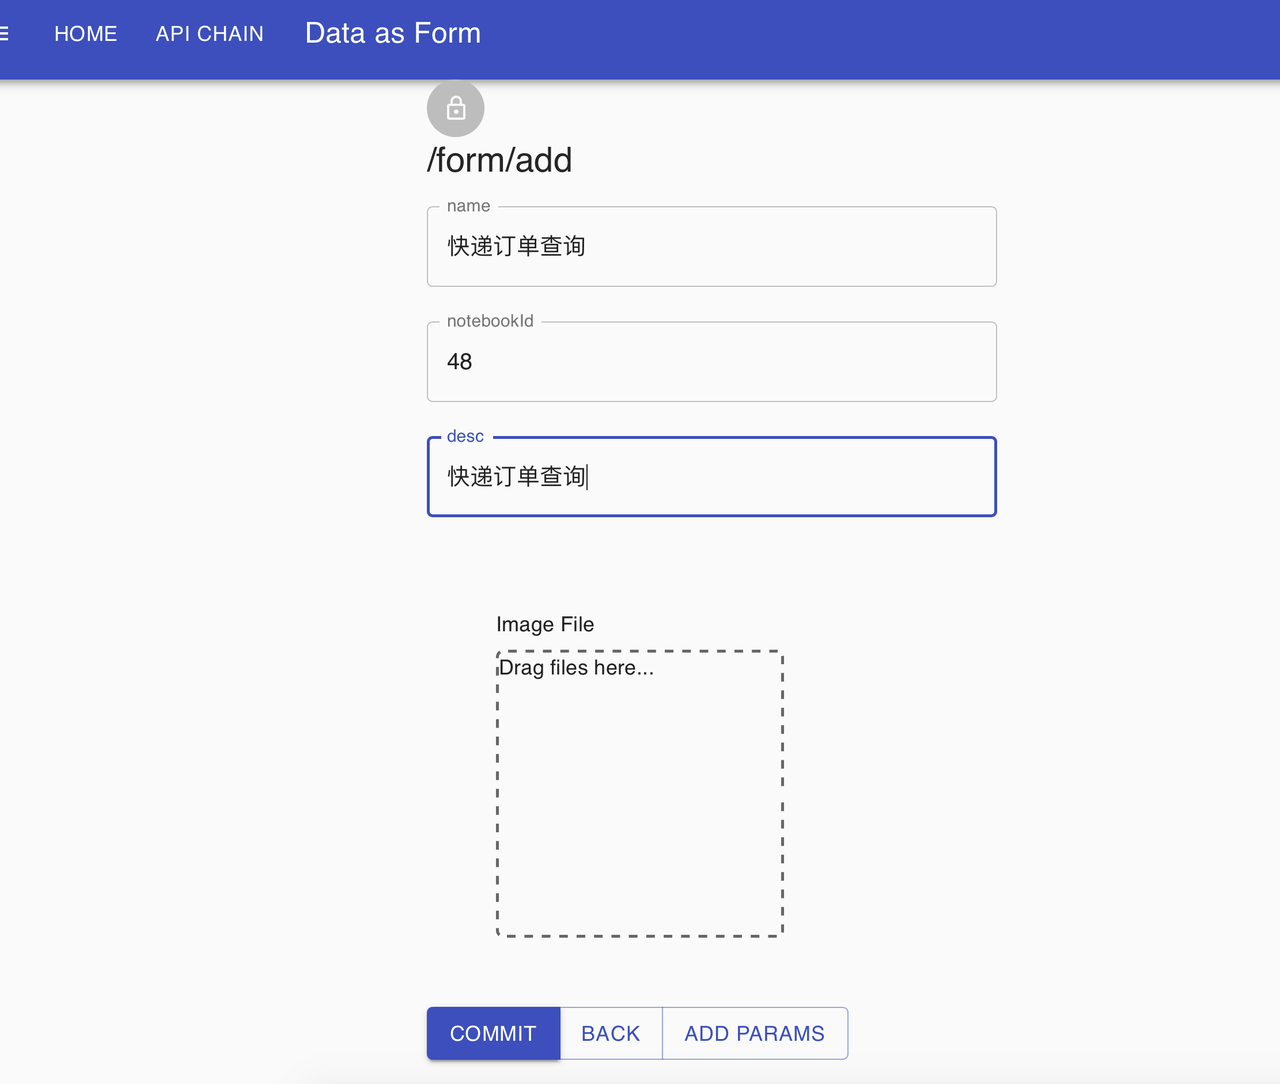 HOME API CHAIN Data as Form
/form/add
name
快递订单查询
notebookId
48
desc
快递订单查询
Image File
Drag files here...
COMMIT BACK ADD PARAMS